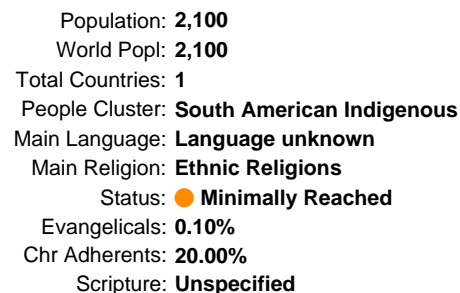 Population: 2,100
World Popl: 2,100
Total Countries: 1
People Cluster: South American Indigenous
Main Language: Language unknown
Main Religion: Ethnic Religions
Status: Minimally Reached
Evangelicals: 0.10%
Chr Adherents: 20.00%
Scripture: Unspecified